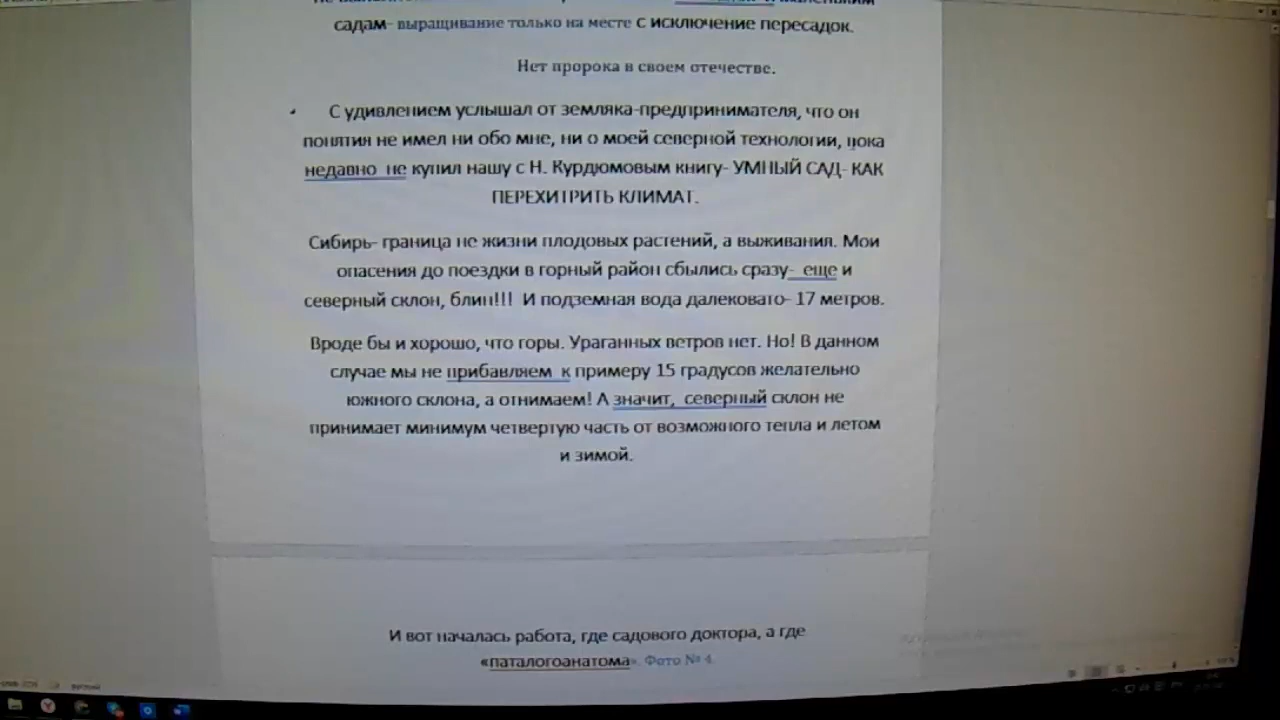 садам- выращивание только на месте с исключение пересадок.
Нет пророка в своем отечестве.
С удивлением услышал от земляка-предпринимателя, что он
понятия не имел ни обо мне, ни о моей северной технологии, пока
недавно не купил нашу с Н. Курдюмовым книгу- УМНЫЙ САД- КАК
ПЕРЕХИТРИТЬ КЛИМАТ.
Сибирь- граница не жизни плодовых растений, а выживания. Мои
опасения до поездки в горный район сбылись сразу- еще и
северный склон, блин!!! И подземная вода далековато- 17 метров.
Вроде бы и хорошо, что горы. Ураганных ветров нет. Но! В данном
случае мы не прибавляем к примеру 15 градусов желательно
южного склона, а отнимаем! А значит, северный склон не
принимает минимум четвертую часть от возможного тепла и летом
и зимой.
И вот началась работа, где садового доктора, а где
«паталогоанатома». Фото № 4.